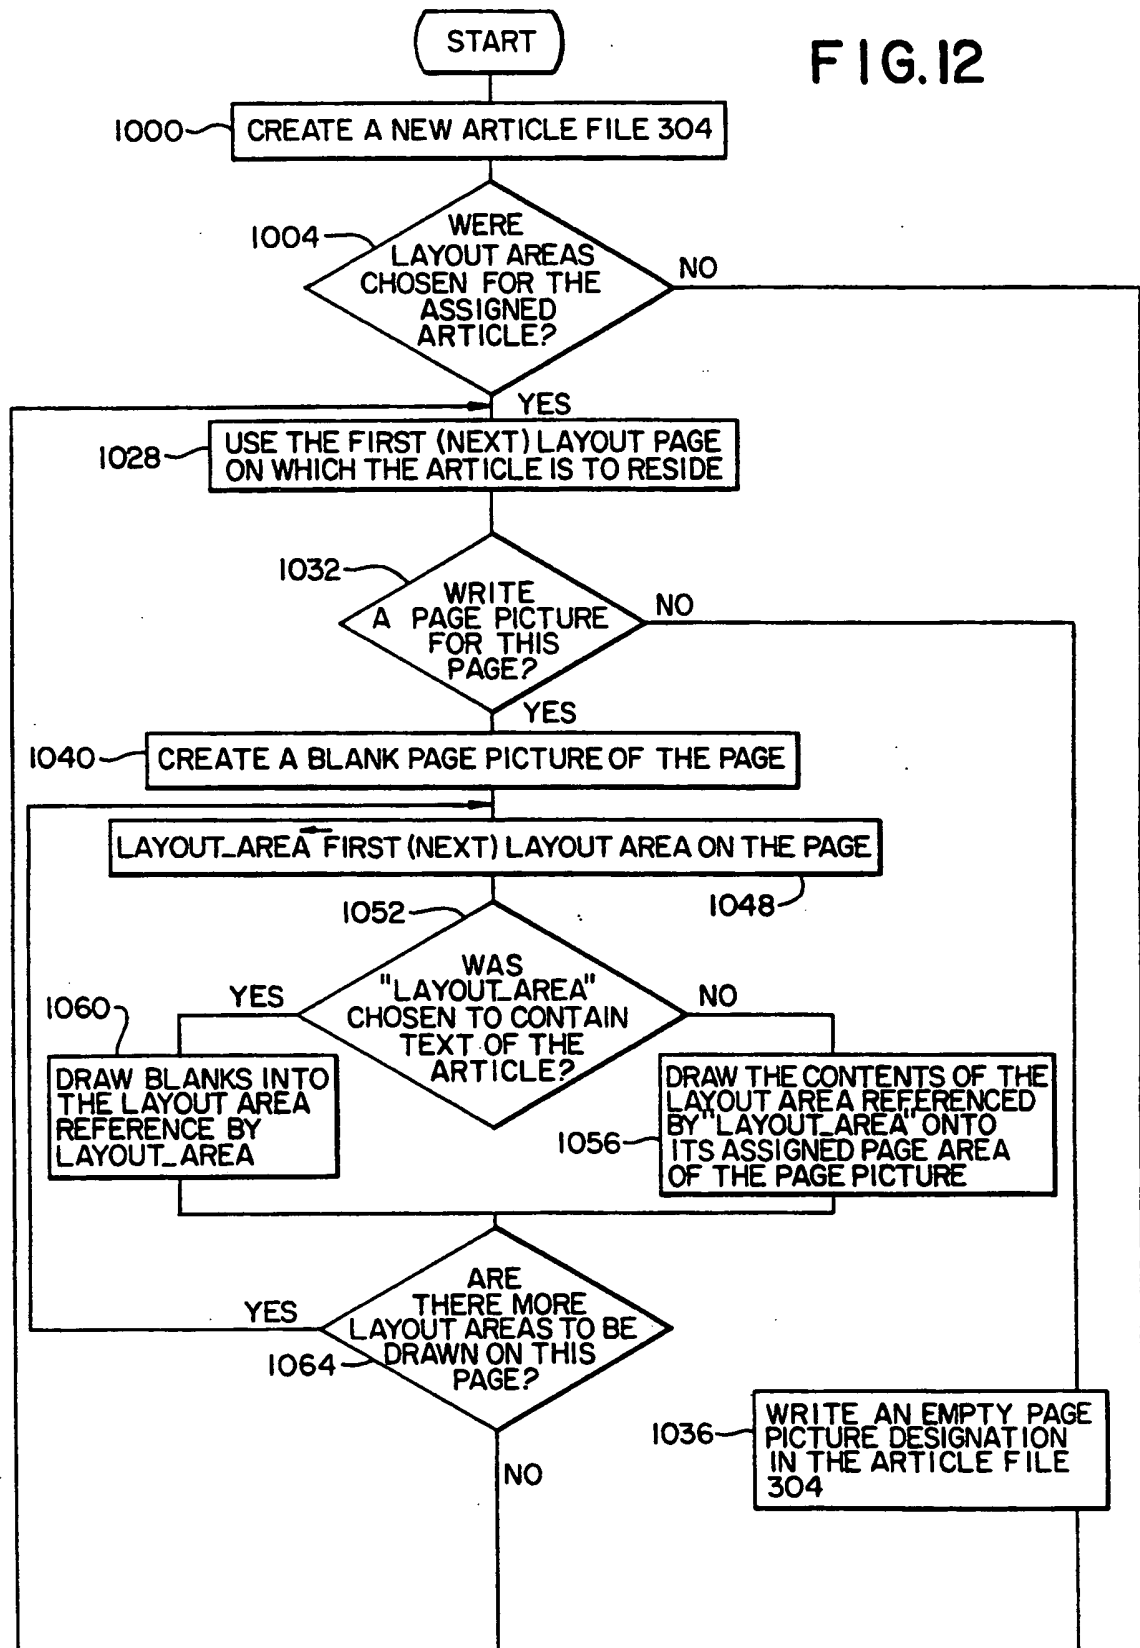 START
FIG.12
1000
CREATE A NEW ARTICLE FILE 304
1004
WERE
LAYOUT AREAS
CHOSEN FOR THE
ASSIGNED
ARTICLE?
NO
YES
1028
USE THE FIRST (NEXT) LAYOUT PAGE
ON WHICH THE ARTICLE IS TO RESIDE
1032
WRITE
A PAGE PICTURE
FOR THIS
PAGE?
NO
YES
1040
CREATE A BLANK PAGE PICTURE OF THE PAGE
LAYOUT_AREA ← FIRST (NEXT) LAYOUT AREA ON THE PAGE
1048
1052
WAS
"LAYOUT_AREA"
CHOSEN TO CONTAIN
TEXT OF THE
ARTICLE?
YES
NO
1060
DRAW BLANKS INTO
THE LAYOUT AREA
REFERENCE BY
LAYOUT_AREA
1056
DRAW THE CONTENTS OF THE
LAYOUT AREA REFERENCED
BY "LAYOUT_AREA" ONTO
ITS ASSIGNED PAGE AREA
OF THE PAGE PICTURE
ARE
THERE MORE
LAYOUT AREAS TO BE
DRAWN ON THIS
PAGE?
YES
1064
NO
1036
WRITE AN EMPTY PAGE
PICTURE DESIGNATION
IN THE ARTICLE FILE
304